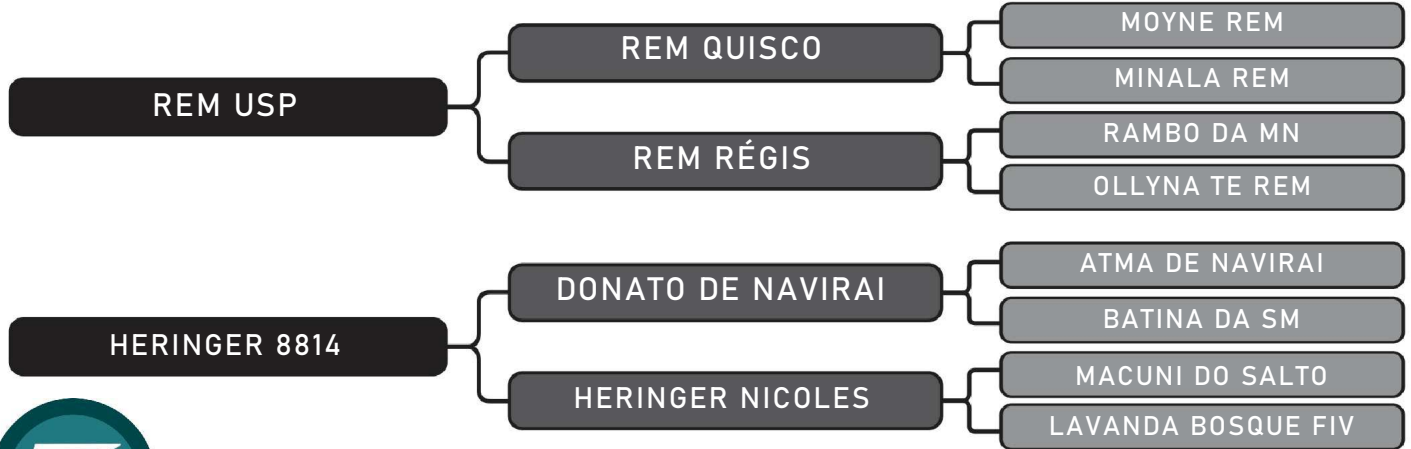 REM USP
REM QUISCO
MOYNE REM
MINALA REM
REM RÉGIS
RAMBO DA MN
OLLYNA TE REM
HERINGER 8814
DONATO DE NAVIRAI
ATMA DE NAVIRAI
BATINA DA SM
HERINGER NICOLES
MACUNI DO SALTO
LAVANDA BOSQUE FIV